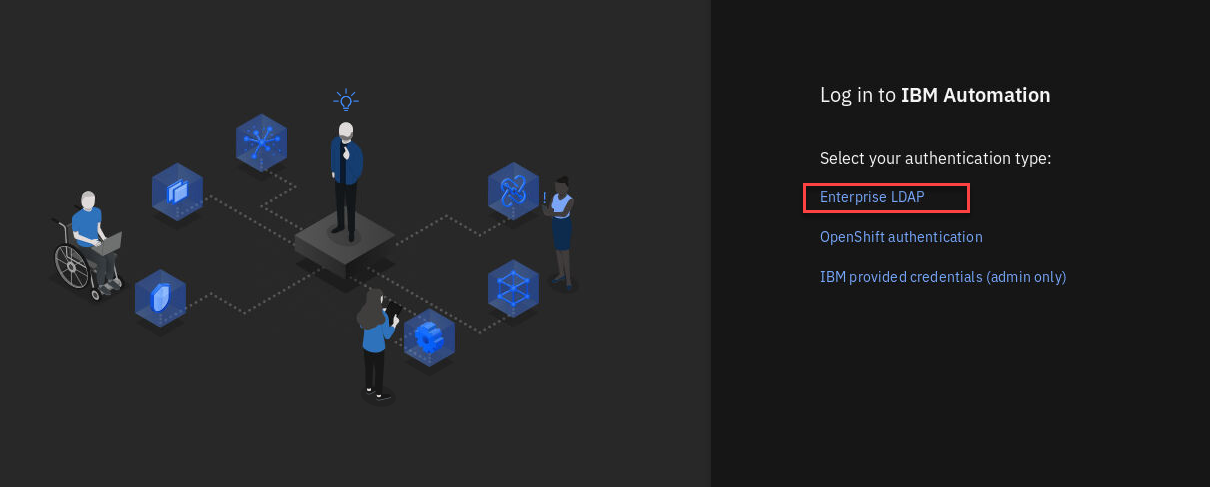 Log in to IBM Automation
Select your authentication type:
Enterprise LDAP
OpenShift authentication
IBM provided credentials (admin only)